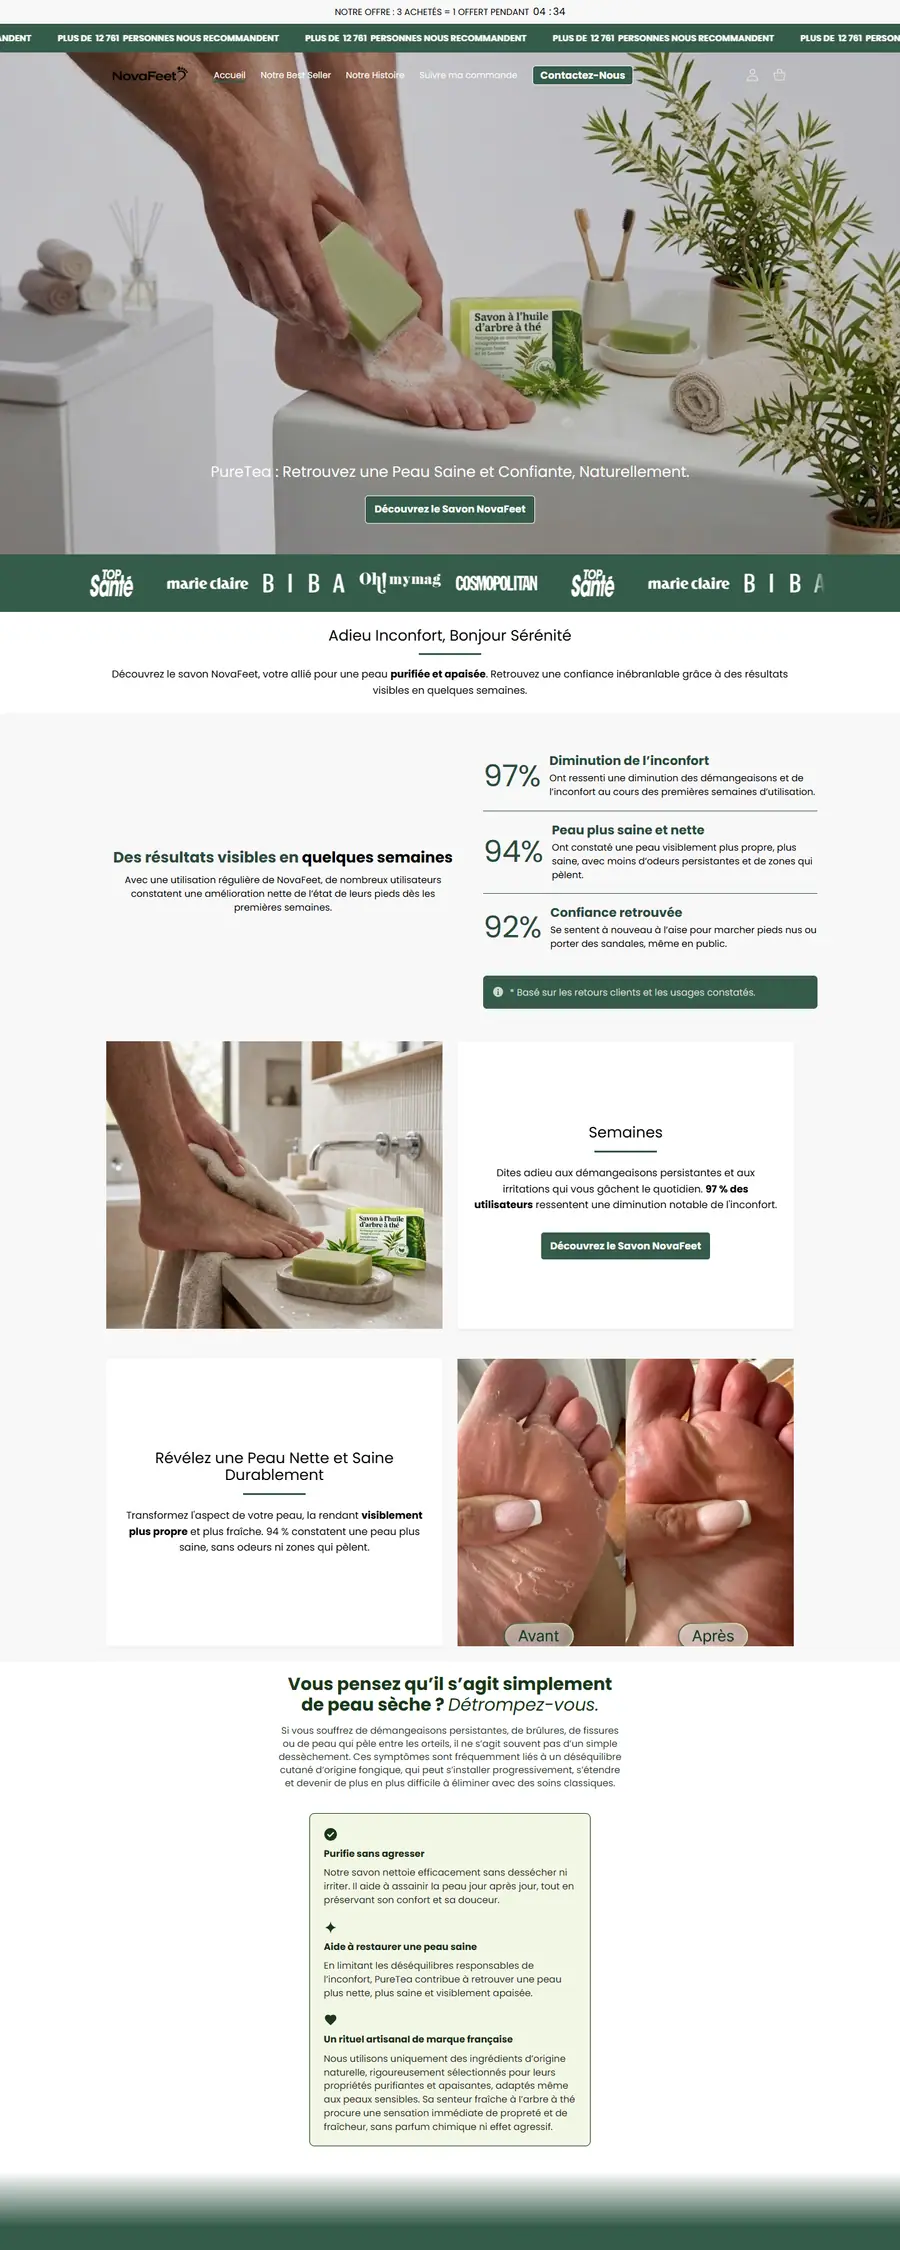 NOTRE OFFRE : 3 ACHETÉS = 1 OFFERT PENDANT 04 : 34
ANDENT PLUS DE 12 761 PERSONNES NOUS RECOMMANDENT PLUS DE 12 761 PERSONNES NOUS RECOMMANDENT PLUS DE 12 761 PERSONNES NOUS RECOMMANDENT PLUS DE 12 761 PERSON
NovaFeet Accueil Notre Best Seller Notre Histoire Suivre ma commande Contactez-Nous
Savon à l'huile
d'arbre à thé
PureTea : Retrouvez une Peau Saine et Confiante, Naturellement.
Découvrez le Savon NovaFeet
TOP Santé marie claire BIBA Oh! mymag COSMOPOLITAN TOP Santé marie claire BIBA
Adieu Inconfort, Bonjour Sérénité
Découvrez le savon NovaFeet, votre allié pour une peau purifiée et apaisée. Retrouvez une confiance inébranlable grâce à des résultats
visibles en quelques semaines.
Des résultats visibles en quelques semaines
Avec une utilisation régulière de NovaFeet, de nombreux utilisateurs
constatent une amélioration nette de l'état de leurs pieds dès les
premières semaines.
97%
Diminution de l'inconfort
Ont ressenti une diminution des démangeaisons et de
l'inconfort au cours des premières semaines d'utilisation.
94%
Peau plus saine et nette
Ont constaté une peau visiblement plus propre, plus
saine, avec moins d'odeurs persistantes et de zones qui
pèlent.
92%
Confiance retrouvée
Se sentent à nouveau à l'aise pour marcher pieds nus ou
porter des sandales, même en public.
* Basé sur les retours clients et les usages constatés.
Savon à l'huile
d'arbre à thé
Semaines
Dites adieu aux démangeaisons persistantes et aux
irritations qui vous gâchent le quotidien. 97 % des
utilisateurs ressentent une diminution notable de l'inconfort.
Découvrez le Savon NovaFeet
Révélez une Peau Nette et Saine
Durablement
Transformez l'aspect de votre peau, la rendant visiblement
plus propre et plus fraîche. 94 % constatent une peau plus
saine, sans odeurs ni zones qui pèlent.
Avant Après
Vous pensez qu'il s'agit simplement
de peau sèche ? Détrompez-vous.
Si vous souffrez de démangeaisons persistantes, de brûlures, de fissures
ou de peau qui pèle entre les orteils, il ne s'agit souvent pas d'un simple
dessèchement. Ces symptômes sont fréquemment liés à un déséquilibre
cutané d'origine fongique, qui peut s'installer progressivement, s'étendre
et devenir de plus en plus difficile à éliminer avec des soins classiques.
Purifie sans agresser
Notre savon nettoie efficacement sans dessécher ni
irriter. Il aide à assainir la peau jour après jour, tout en
préservant son confort et sa douceur.
Aide à restaurer une peau saine
En limitant les déséquilibres responsables de
l'inconfort, PureTea contribue à retrouver une peau
plus nette, plus saine et visiblement apaisée.
Un rituel artisanal de marque française
Nous utilisons uniquement des ingrédients d'origine
naturelle, rigoureusement sélectionnés pour leurs
propriétés purifiantes et apaisantes, adaptés même
aux peaux sensibles. Sa senteur fraîche à l'arbre à thé
procure une sensation immédiate de propreté et de
fraîcheur, sans parfum chimique ni effet agressif.